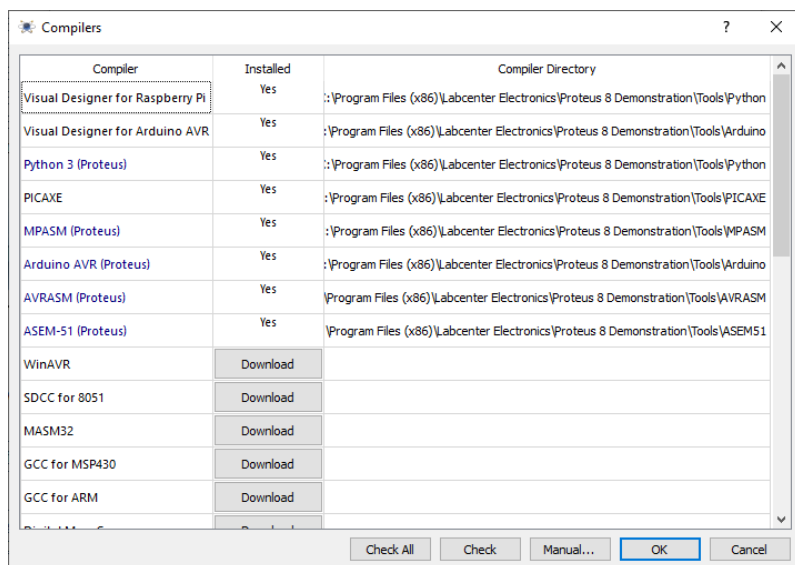 Compilers ? ×
Compiler Installed Compiler Directory
Visual Designer for Raspberry Pi Yes :\Program Files (x86)\Labcenter Electronics\Proteus 8 Demonstration\Tools\Python
Visual Designer for Arduino AVR Yes :\Program Files (x86)\Labcenter Electronics\Proteus 8 Demonstration\Tools\Arduino
Python 3 (Proteus) Yes :\Program Files (x86)\Labcenter Electronics\Proteus 8 Demonstration\Tools\Python
PICAXE Yes :\Program Files (x86)\Labcenter Electronics\Proteus 8 Demonstration\Tools\PICAXE
MPASM (Proteus) Yes :\Program Files (x86)\Labcenter Electronics\Proteus 8 Demonstration\Tools\MPASM
Arduino AVR (Proteus) Yes :\Program Files (x86)\Labcenter Electronics\Proteus 8 Demonstration\Tools\Arduino
AVRASM (Proteus) Yes \Program Files (x86)\Labcenter Electronics\Proteus 8 Demonstration\Tools\AVRASM
ASEM-51 (Proteus) Yes \Program Files (x86)\Labcenter Electronics\Proteus 8 Demonstration\Tools\ASEM51
WinAVR Download
SDCC for 8051 Download
MASM32 Download
GCC for MSP430 Download
GCC for ARM Download
Check All Check Manual... OK Cancel